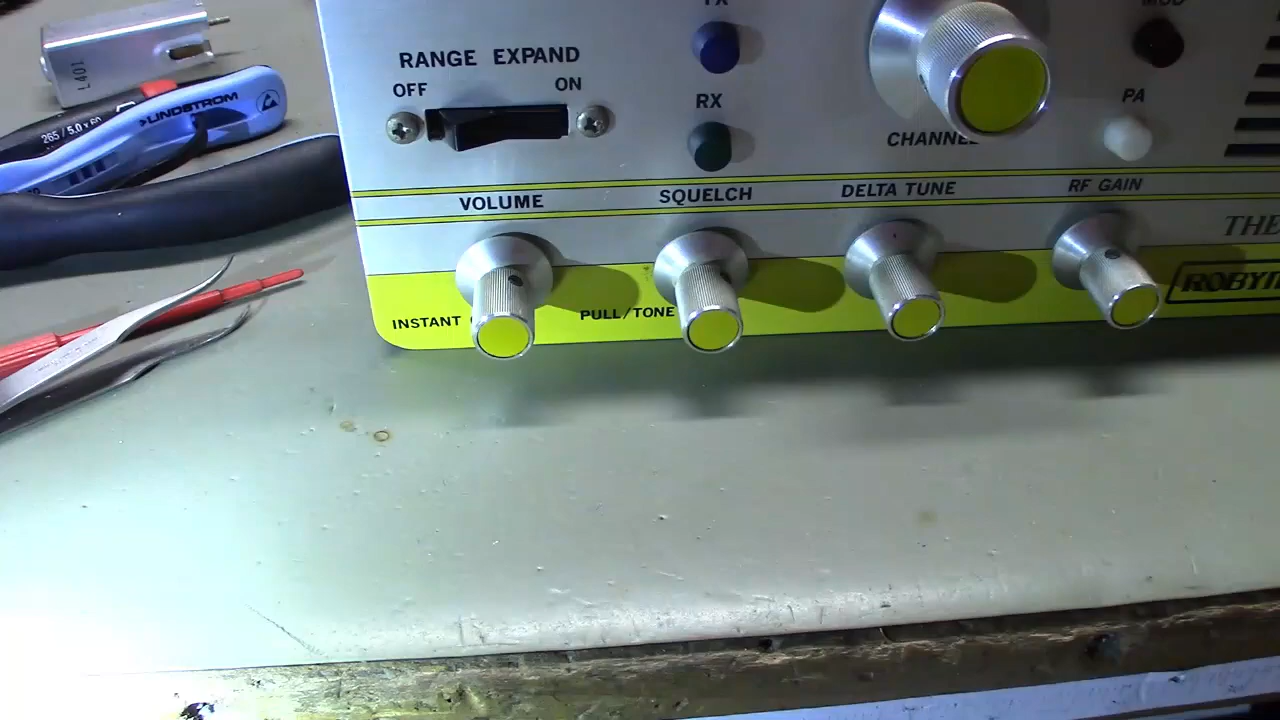 TX
MOD
RANGE EXPAND
OFF
ON
RX
PA
CHANNEL
VOLUME
SQUELCH
DELTA TUNE
RF GAIN
THE
ROBYN
INSTANT
PULL/TONE
L401
LINDSTROM
265 / 5.0 x 60